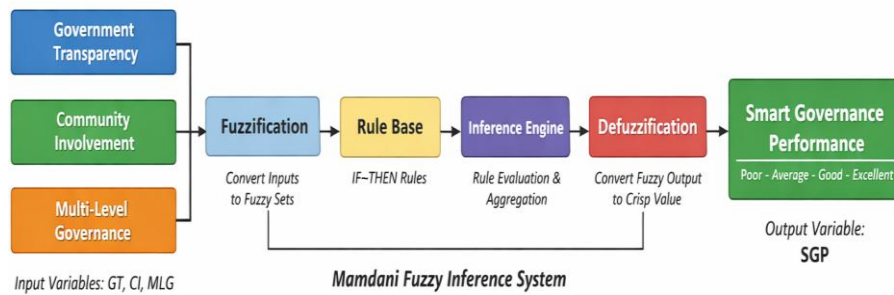 Government
Transparency
Community
Involvement
Multi-Level
Governance
Input Variables: GT, CI, MLG
Fuzzification
Convert Inputs
to Fuzzy Sets
Rule Base
IF–THEN Rules
Inference Engine
Rule Evaluation &
Aggregation
Defuzzification
Convert Fuzzy Output
to Crisp Value
Mamdani Fuzzy Inference System
Smart Governance
Performance
Poor - Average - Good - Excellent
Output Variable:
SGP